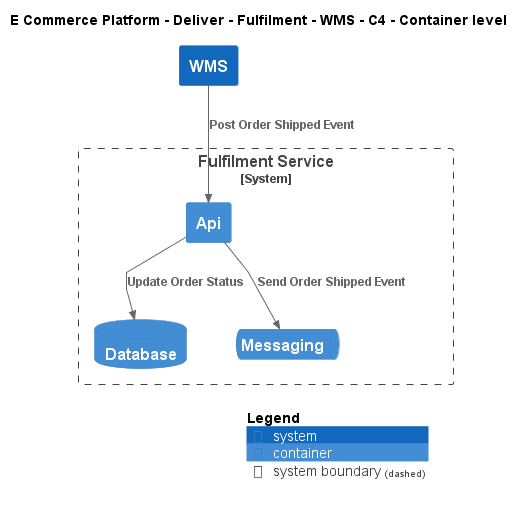 E Commerce Platform - Deliver - Fulfilment - WMS - C4 - Container level
WMS
Post Order Shipped Event
Fulfilment Service
[System]
Api
Update Order Status
Send Order Shipped Event
Database
Messaging
Legend
system
container
system boundary (dashed)